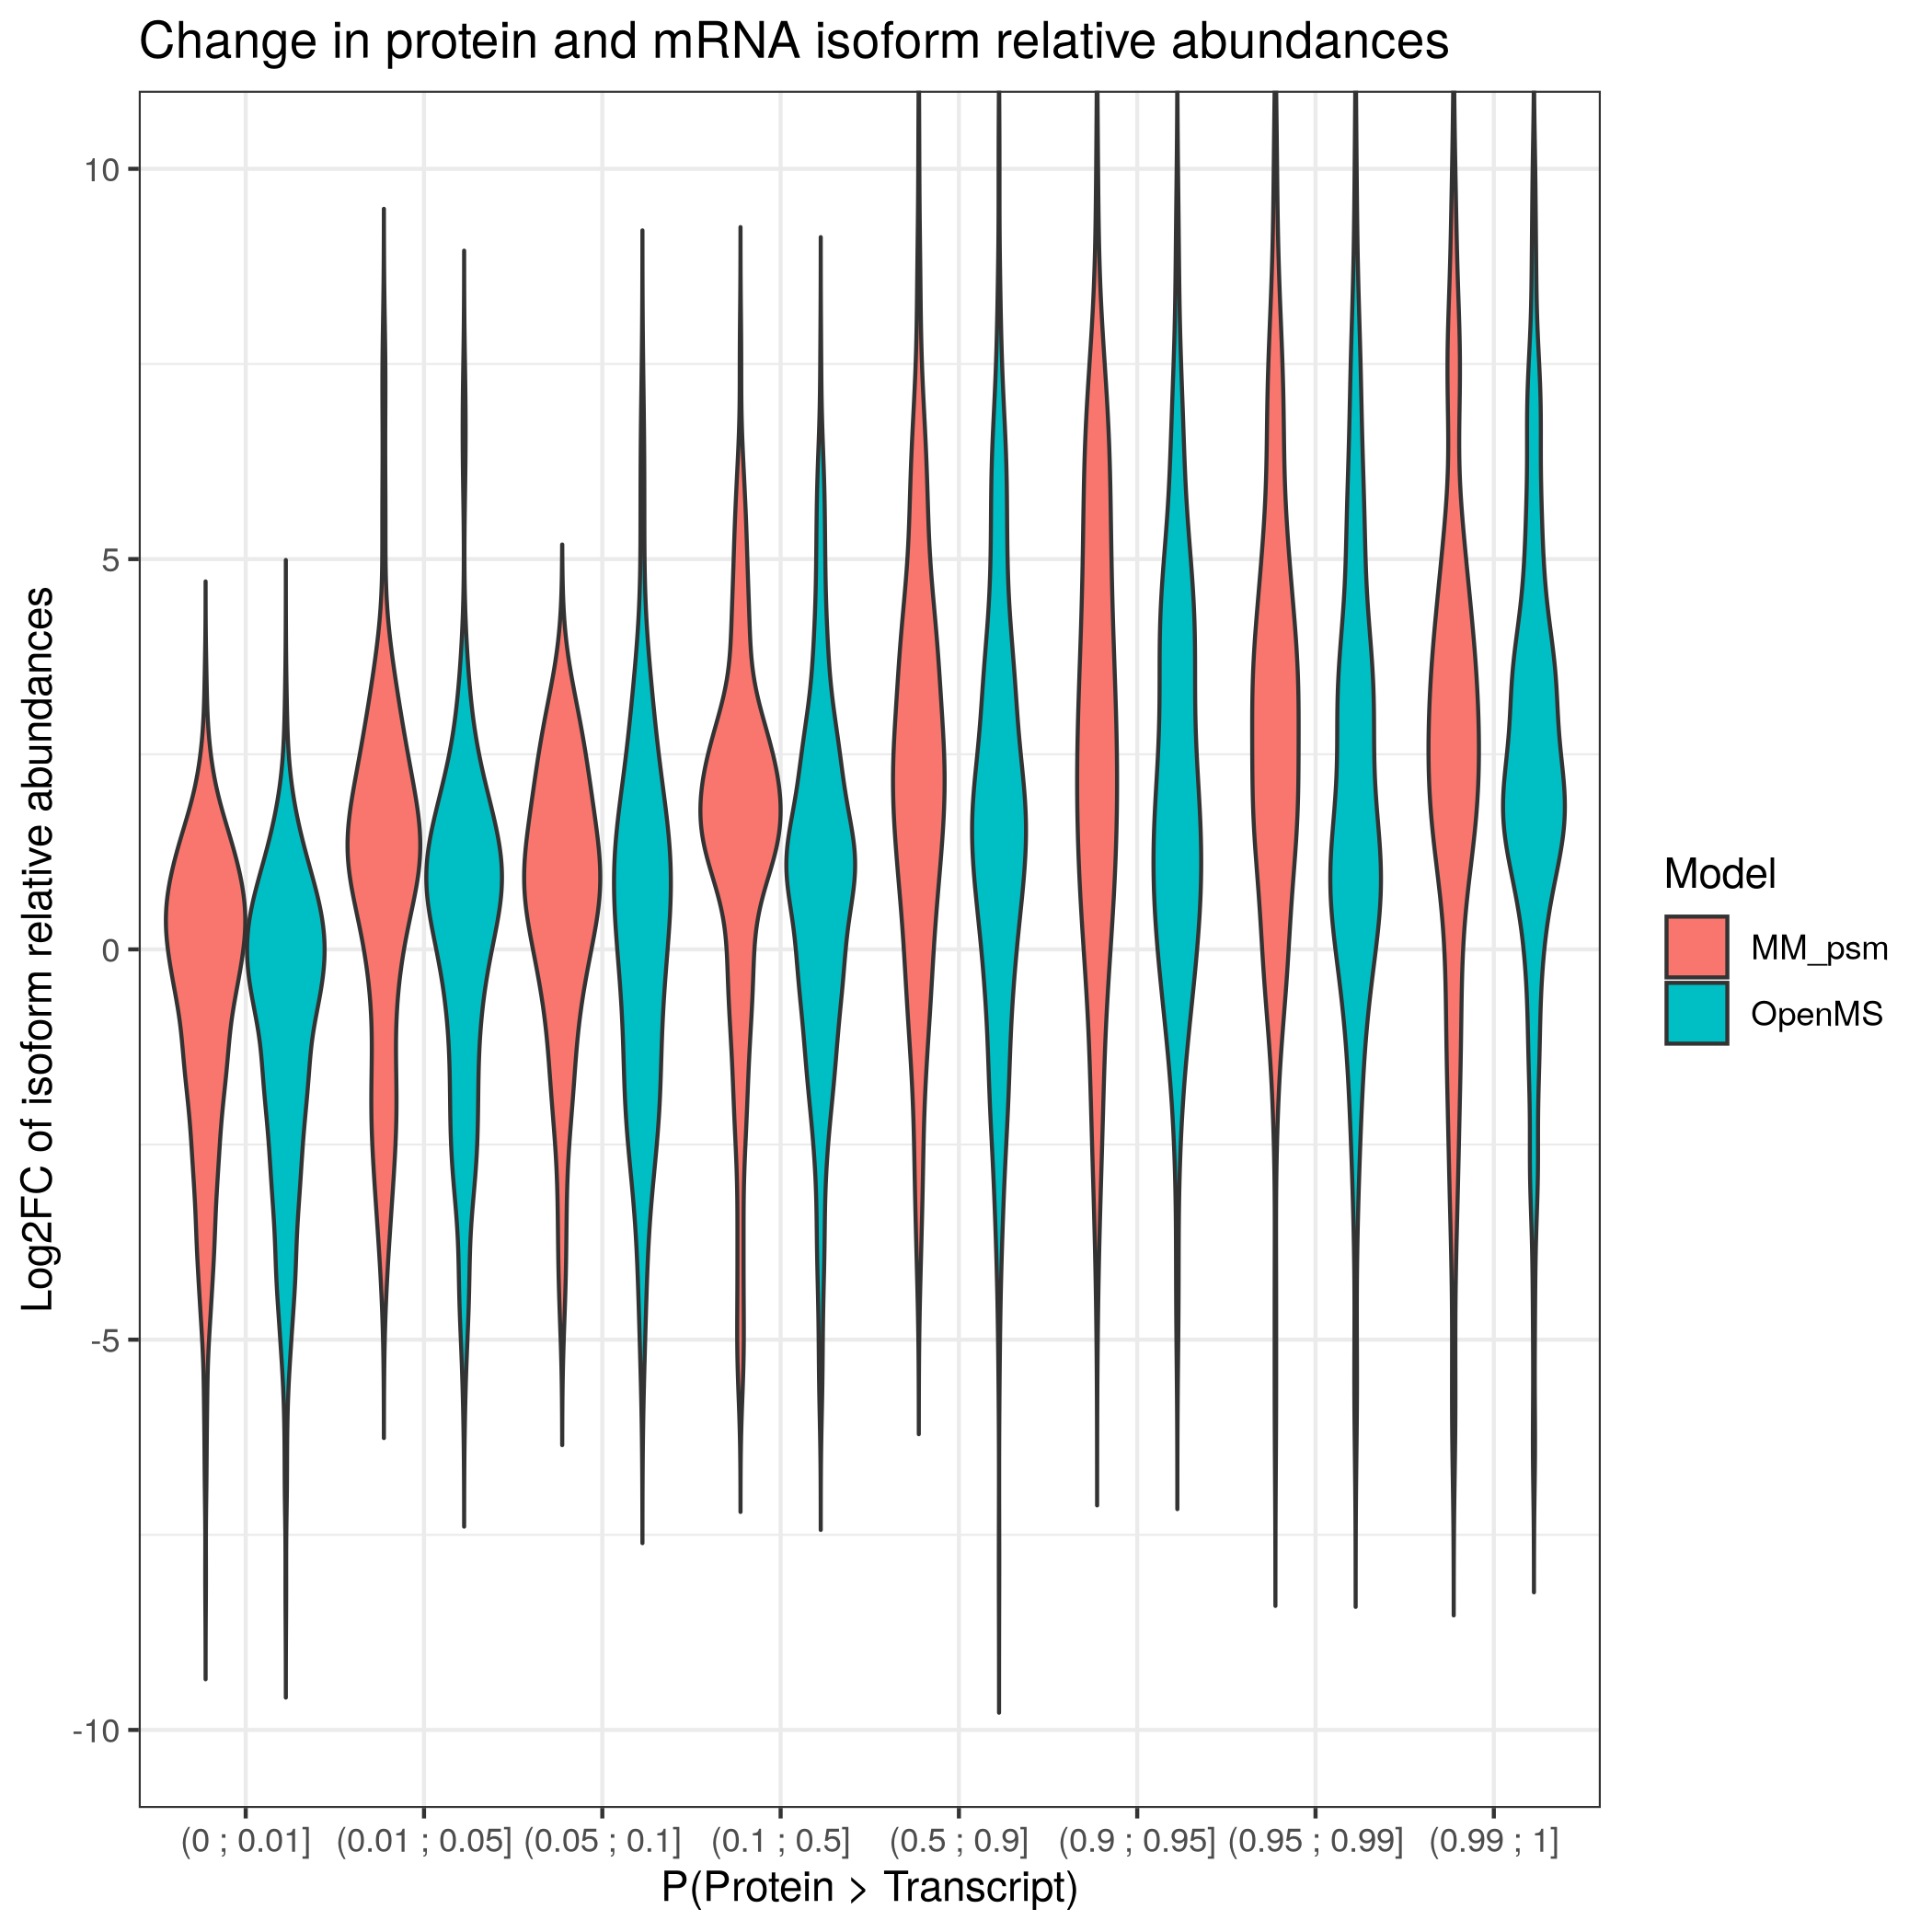 Change in protein and mRNA isoform relative abundances
Log2FC of isoform relative abundances
10
5
0
-5
-10
(0 ; 0.01]
(0.01 ; 0.05]
(0.05 ; 0.1]
(0.1 ; 0.5]
(0.5 ; 0.9]
(0.9 ; 0.95]
(0.95 ; 0.99]
(0.99 ; 1]
P(Protein > Transcript)
Model
MM_psm
OpenMS